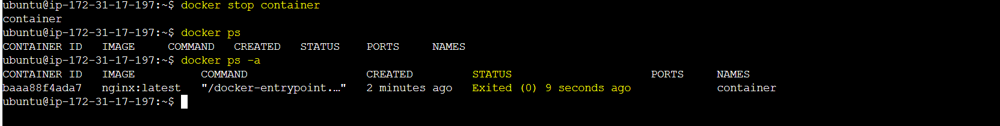 ubuntu@ip-172-31-17-197:~$ docker stop container
container
ubuntu@ip-172-31-17-197:~$ docker ps
CONTAINER ID   IMAGE     COMMAND   CREATED   STATUS    PORTS     NAMES
ubuntu@ip-172-31-17-197:~$ docker ps -a
CONTAINER ID   IMAGE          COMMAND                  CREATED         STATUS                     PORTS     NAMES
baaa88f4ada7   nginx:latest   "/docker-entrypoint.…"   2 minutes ago   Exited (0) 9 seconds ago             container
ubuntu@ip-172-31-17-197:~$